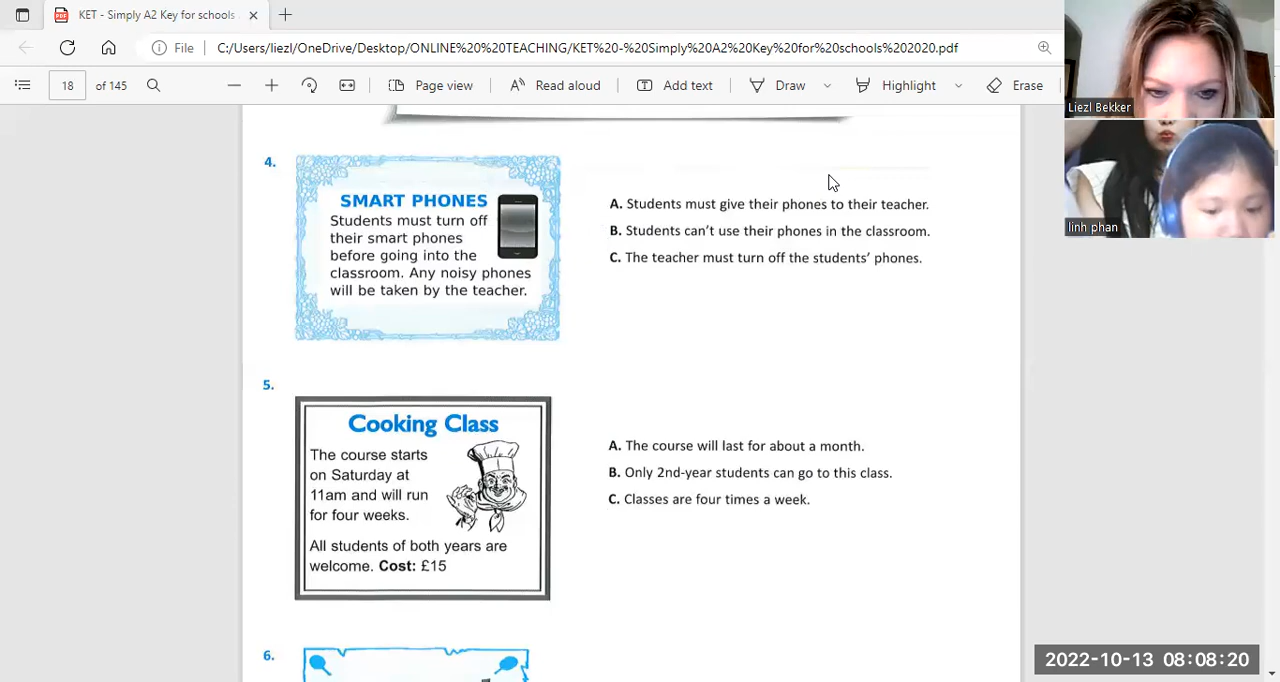 KET - Simply A2 Key for schools
File
C:/Users/liezl/OneDrive/Desktop/ONLINE%20%20TEACHING/KET%20-%20Simply%20A2%20Key%20for%20schools%202020.pdf
18 of 145
Page view
Read aloud
Add text
Draw
Highlight
Erase
Liezl Bekker
linh phan
4.
SMART PHONES
Students must turn off
their smart phones
before going into the
classroom. Any noisy phones
will be taken by the teacher.
A. Students must give their phones to their teacher.
B. Students can't use their phones in the classroom.
C. The teacher must turn off the students' phones.
5.
Cooking Class
The course starts
on Saturday at
11am and will run
for four weeks.
All students of both years are
welcome. Cost: £15
A. The course will last for about a month.
B. Only 2nd-year students can go to this class.
C. Classes are four times a week.
6.
2022-10-13 08:08:20